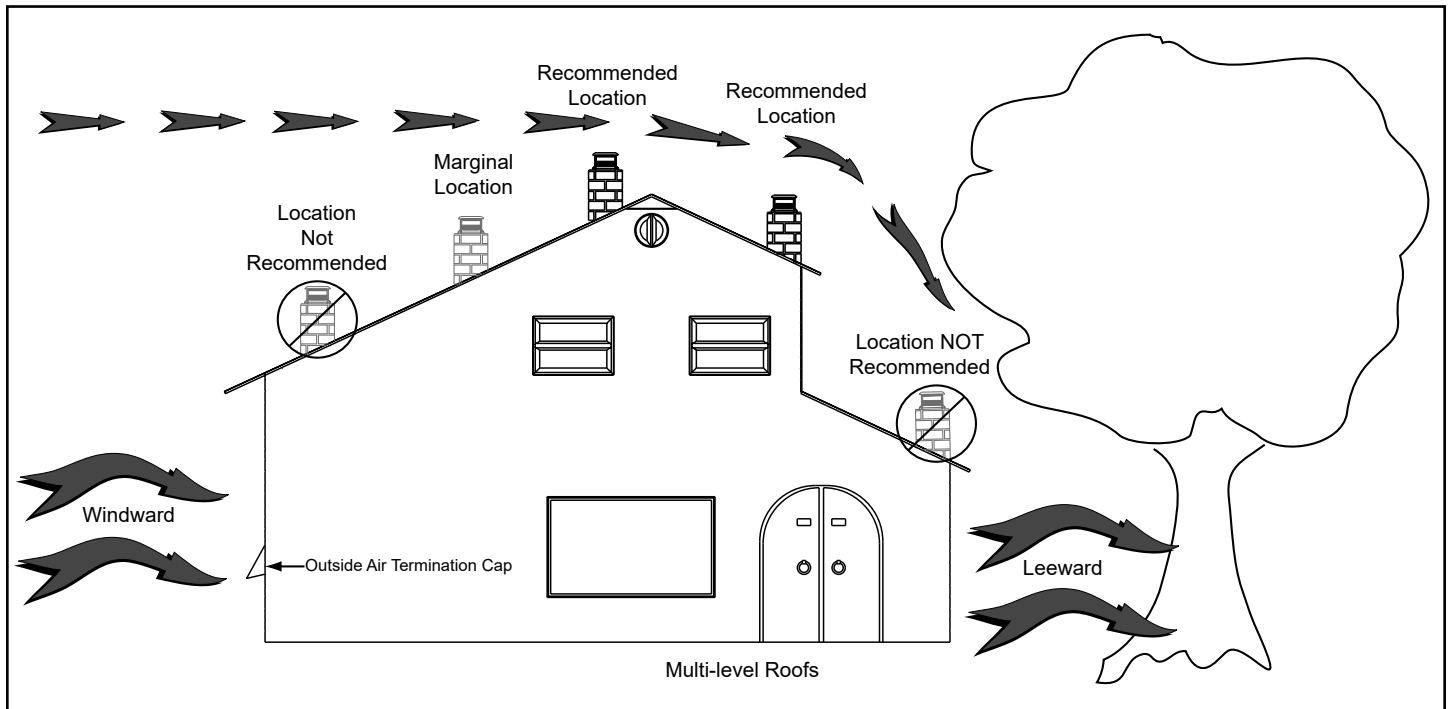 Recommended
Location
Recommended
Location
Marginal
Location
Location
Not
Recommended
Location NOT
Recommended
Windward
Outside Air Termination Cap
Leeward
Multi-level Roofs